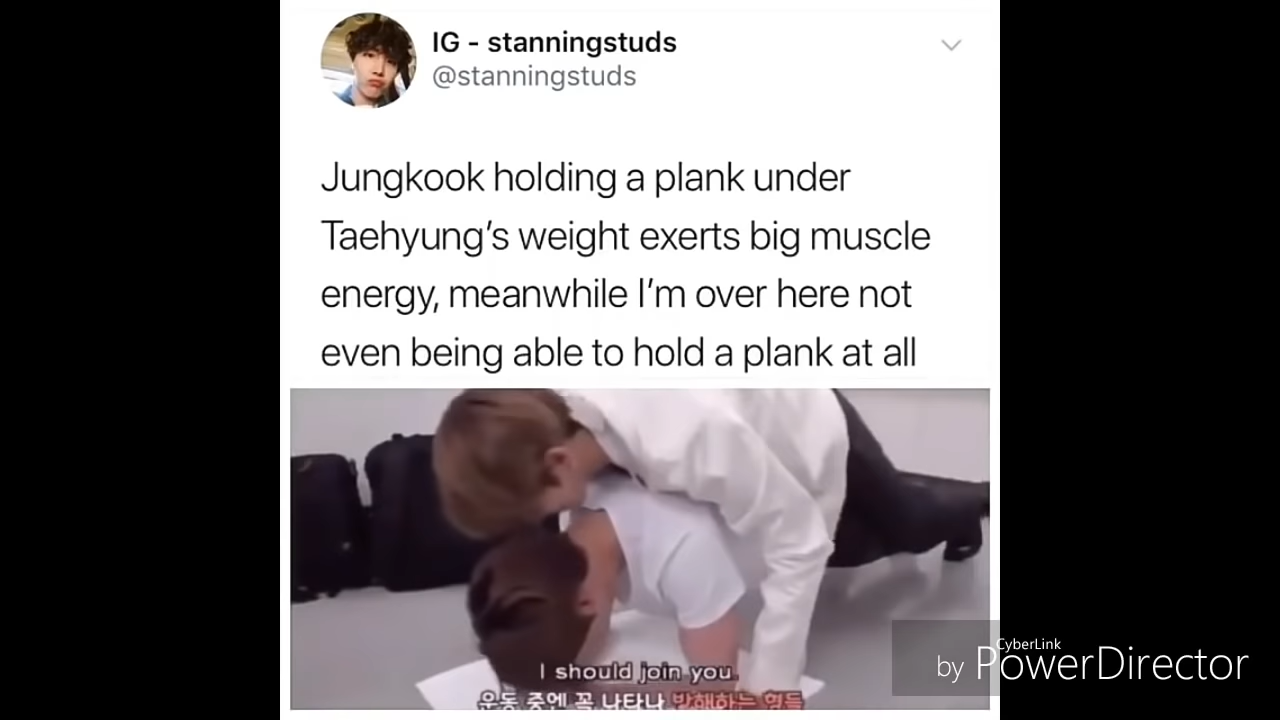 IG - stanningstuds
@stanningstuds
Jungkook holding a plank under
Taehyung’s weight exerts big muscle
energy, meanwhile I’m over here not
even being able to hold a plank at all
I should join you
운동 중엔 꼭 나타나 방해하는 형들
CyberLink
by PowerDirector